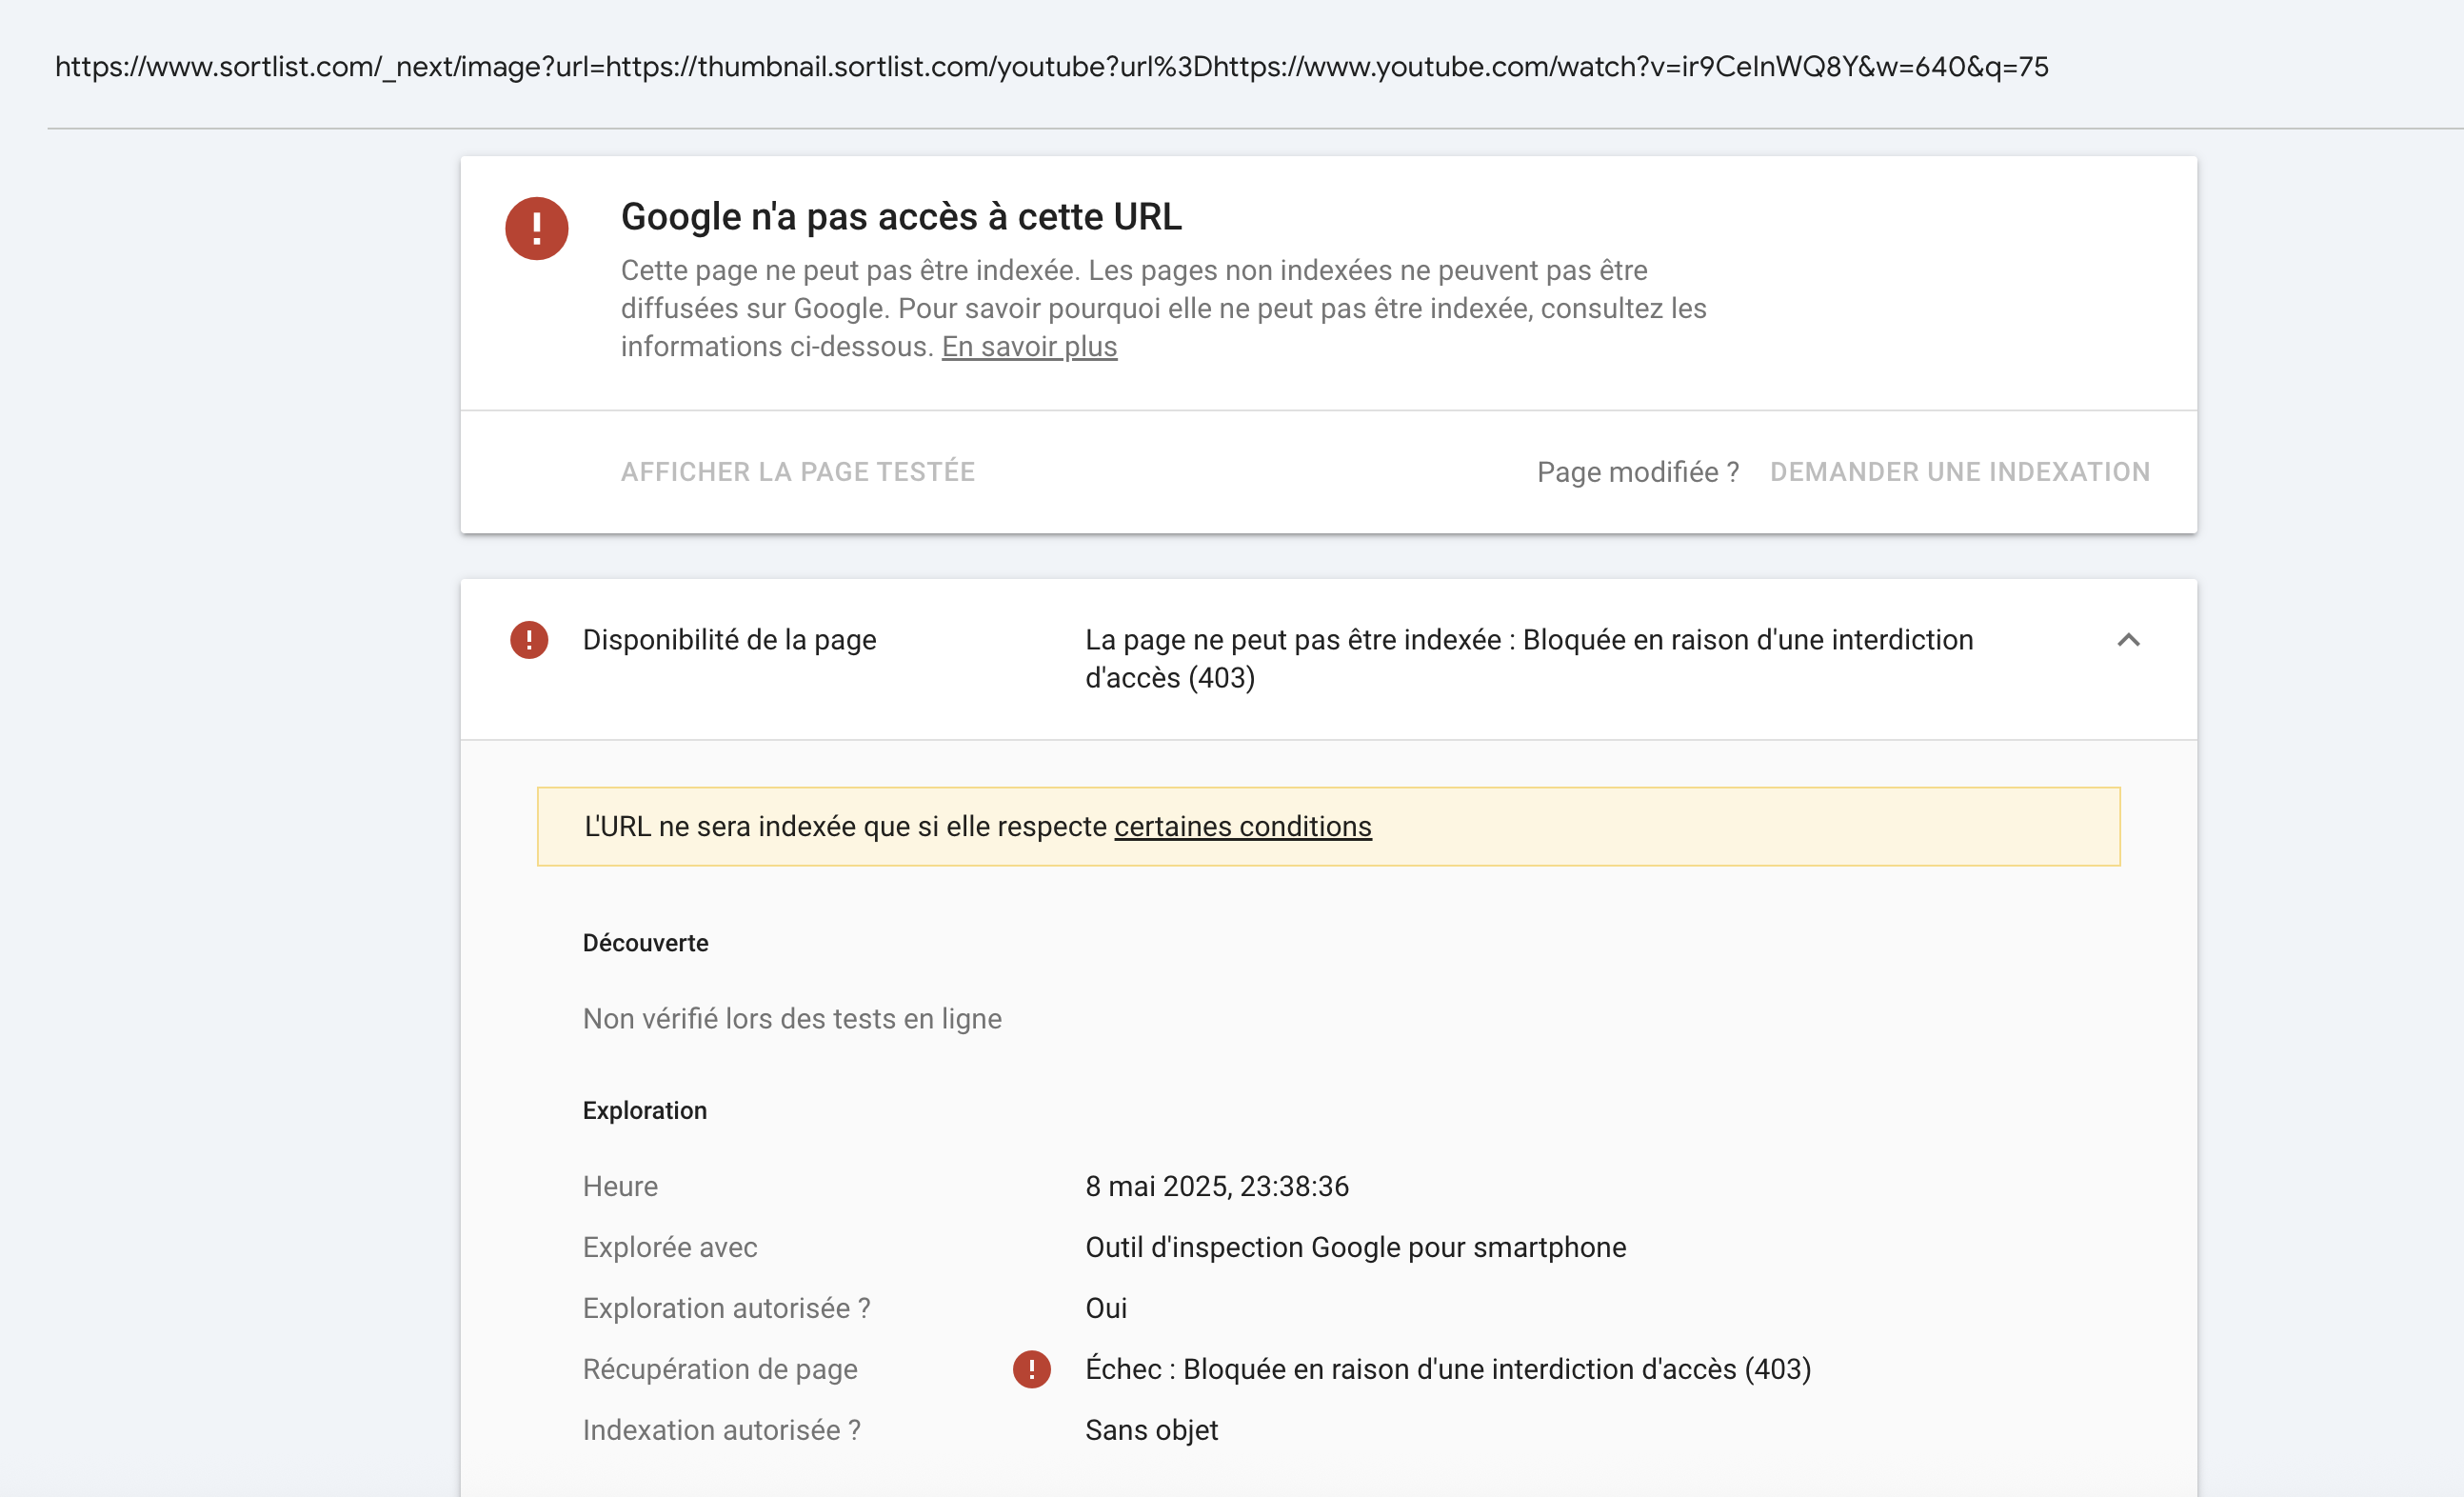 https://www.sortlist.com/_next/image?url=https://thumbnail.sortlist.com/youtube?url%3Dhttps://www.youtube.com/watch?v=ir9CeInWQ8Y&w=640&q=75
Google n'a pas accès à cette URL
Cette page ne peut pas être indexée. Les pages non indexées ne peuvent pas être
diffusées sur Google. Pour savoir pourquoi elle ne peut pas être indexée, consultez les
informations ci-dessous. En savoir plus
AFFICHER LA PAGE TESTÉE
Page modifiée ? DEMANDER UNE INDEXATION
Disponibilité de la page
La page ne peut pas être indexée : Bloquée en raison d'une interdiction
d'accès (403)
L'URL ne sera indexée que si elle respecte certaines conditions
Découverte
Non vérifié lors des tests en ligne
Exploration
Heure 8 mai 2025, 23:38:36
Explorée avec Outil d'inspection Google pour smartphone
Exploration autorisée ? Oui
Récupération de page Échec : Bloquée en raison d'une interdiction d'accès (403)
Indexation autorisée ? Sans objet